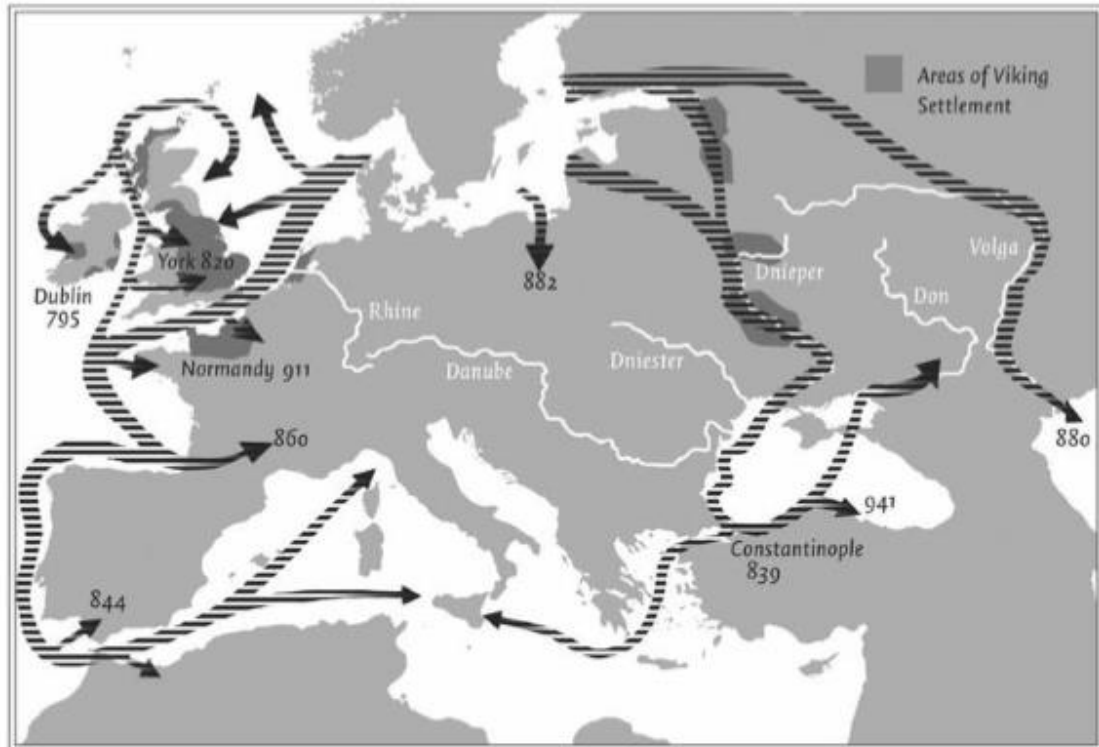 Areas of Viking
Settlement
York 820
Dublin
795
882
Rhine
Dnieper
Volga
Don
Normandy 911
Danube
Dniester
860
880
941
Constantinople
839
844